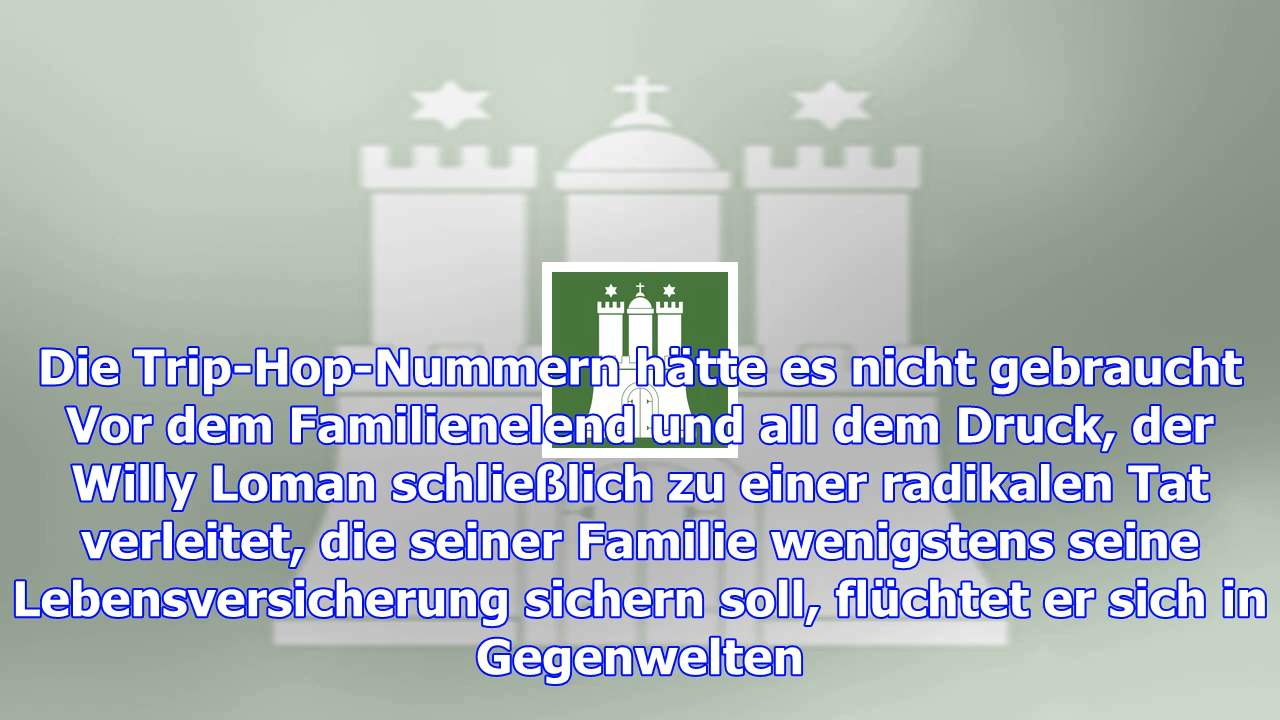 Die Trip-Hop-Nummern hätte es nicht gebraucht
Vor dem Familienelend und all dem Druck, der
Willy Loman schließlich zu einer radikalen Tat
verleitet, die seiner Familie wenigstens seine
Lebensversicherung sichern soll, flüchtet er sich in
Gegenwelten